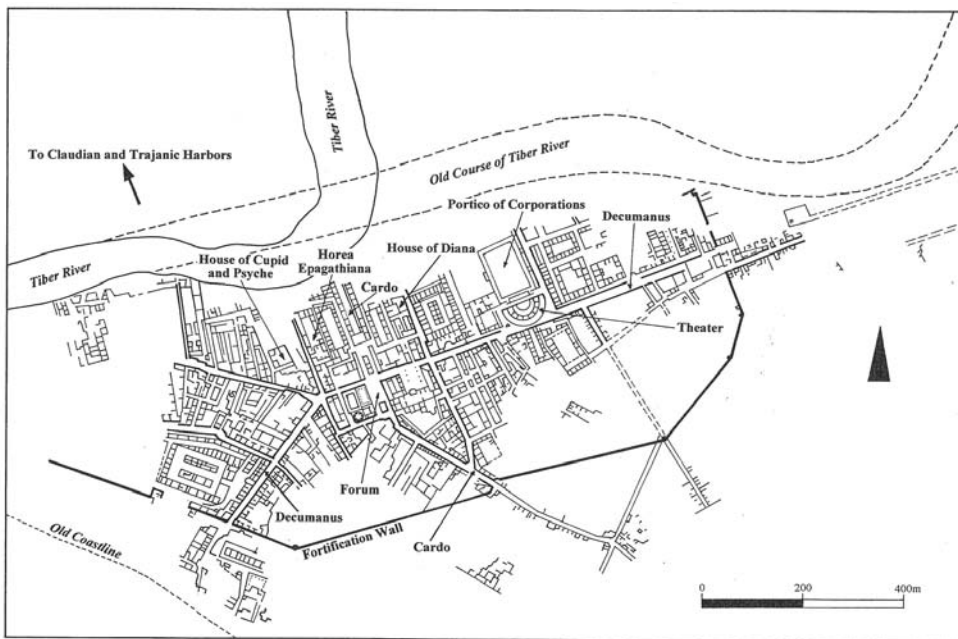 Tiber River
To Claudian and Trajanic Harbors
Old Course of Tiber River
Portico of Corporations
Decumanus
Tiber River
House of Cupid
and Psyche
Horea
Epagathiana
Cardo
House of Diana
Theater
Forum
Decumanus
Fortification Wall
Cardo
Old Coastline
0
200
400m